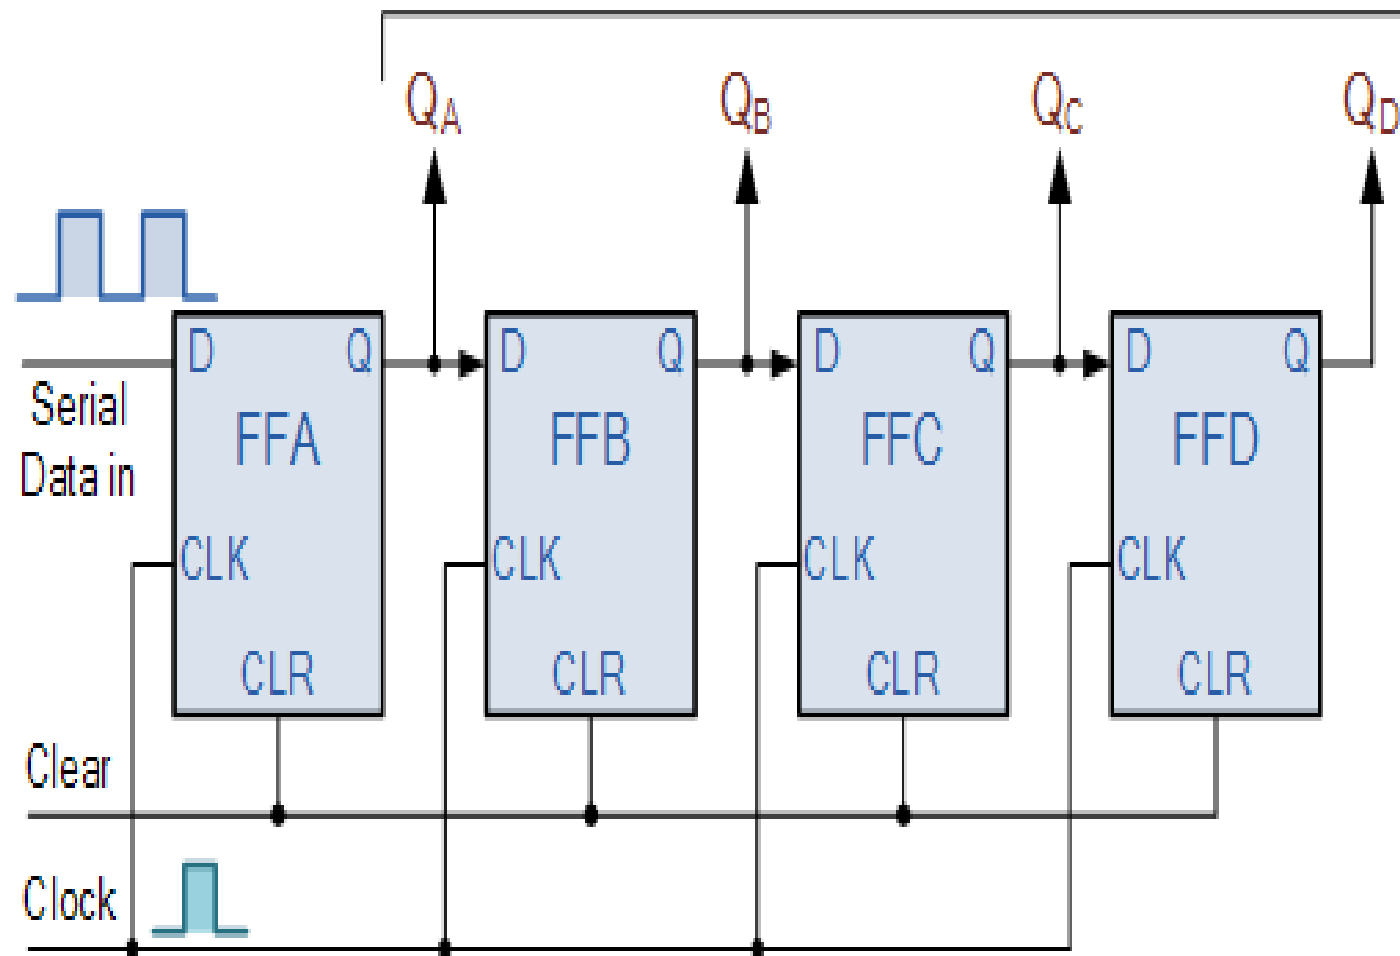 QA QB QC QD
D Q D Q D Q D Q
Serial
Data in
FFA FFB FFC FFD
CLK CLK CLK CLK
CLR CLR CLR CLR
Clear
Clock